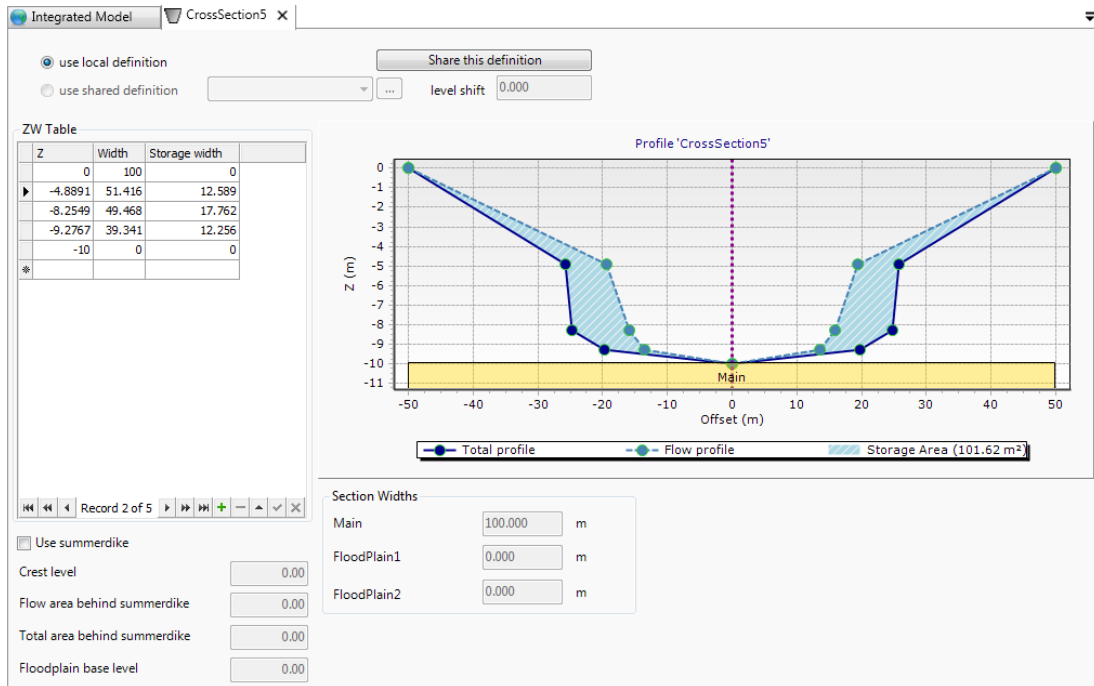 Integrated Model
CrossSection5
use local definition
Share this definition
use shared definition
...
level shift
0.000
ZW Table
Z Width Storage width
0 100 0
-4.8891 51.416 12.589
-8.2549 49.468 17.762
-9.2767 39.341 12.256
-10 0 0
Record 2 of 5
Profile 'CrossSection5'
Z (m)
0
-1
-2
-3
-4
-5
-6
-7
-8
-9
-10
-11
Main
-50 -40 -30 -20 -10 0 10 20 30 40 50
Offset (m)
Total profile Flow profile Storage Area (101.62 m²)
Use summerdike
Crest level 0.00
Flow area behind summerdike 0.00
Total area behind summerdike 0.00
Floodplain base level 0.00
Section Widths
Main 100.000 m
FloodPlain1 0.000 m
FloodPlain2 0.000 m